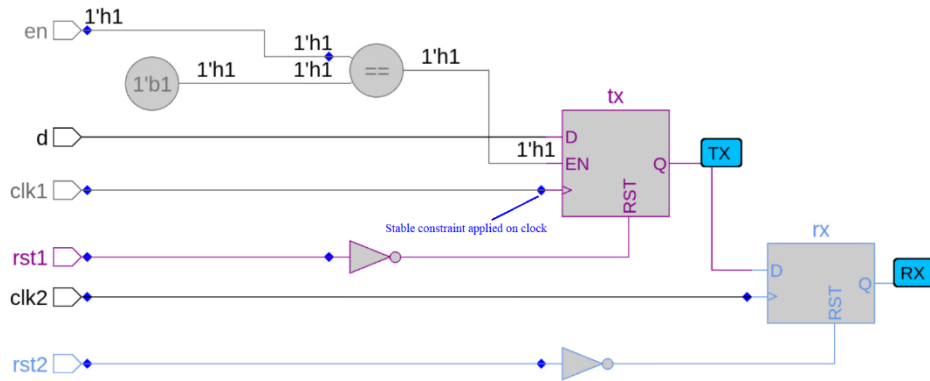 en
1'h1
1'h1
1'h1
1'b1
1'h1
1'h1
==
tx
d
D
1'h1
EN
Q
TX
clk1
>
RST
Stable constraint applied on clock
rst1
rx
D
Q
RX
clk2
>
RST
rst2